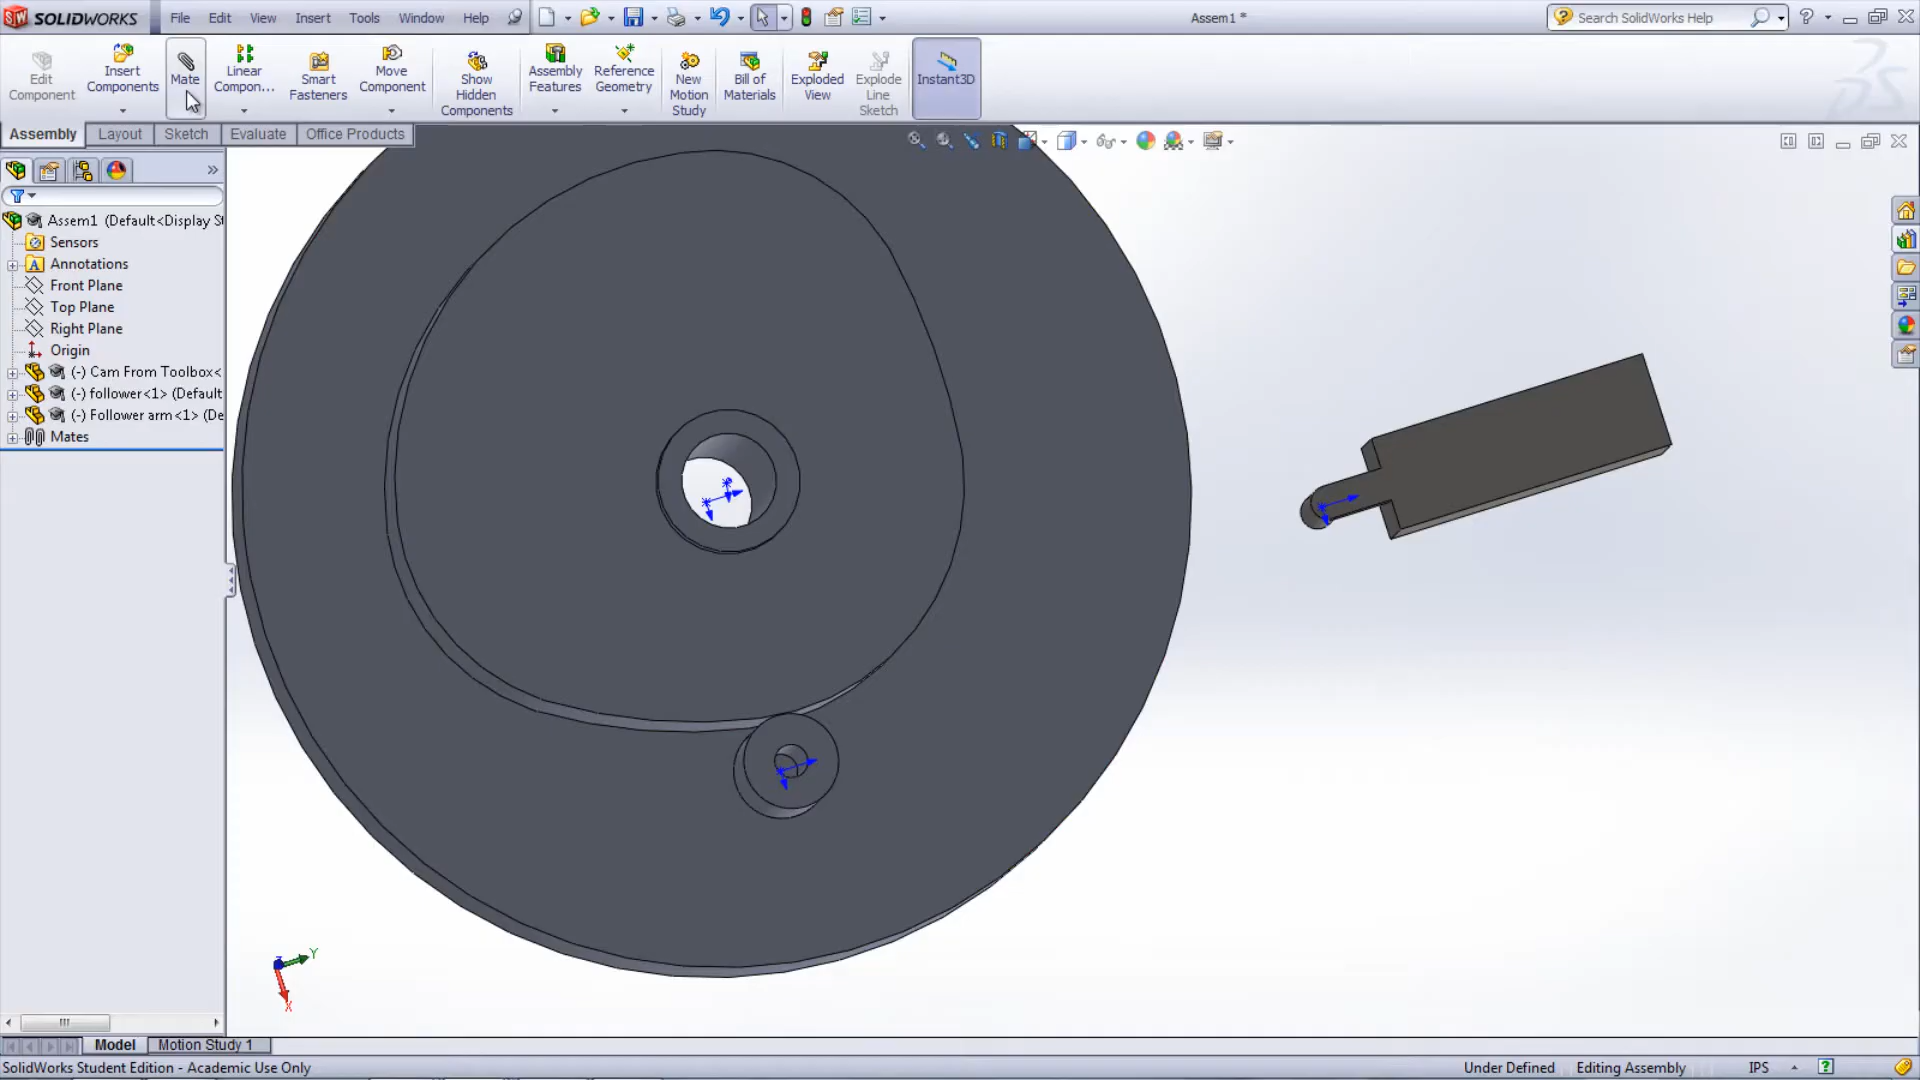 SOLIDWORKS File Edit View Insert Tools Window Help Assem1 * Search SolidWorks Help
Edit Component
Insert Components
Mate
Linear Compon...
Smart Fasteners
Move Component
Show Hidden Components
Assembly Features
Reference Geometry
New Motion Study
Bill of Materials
Exploded View
Explode Line Sketch
Instant3D
Assembly Layout Sketch Evaluate Office Products
Assem1 (Default<Display St
Sensors
Annotations
Front Plane
Top Plane
Right Plane
Origin
(-) Cam From Toolbox<
(-) follower<1> (Default
(-) Follower arm<1> (De
Mates
Y
X
Model Motion Study 1
SolidWorks Student Edition - Academic Use Only Under Defined Editing Assembly IPS